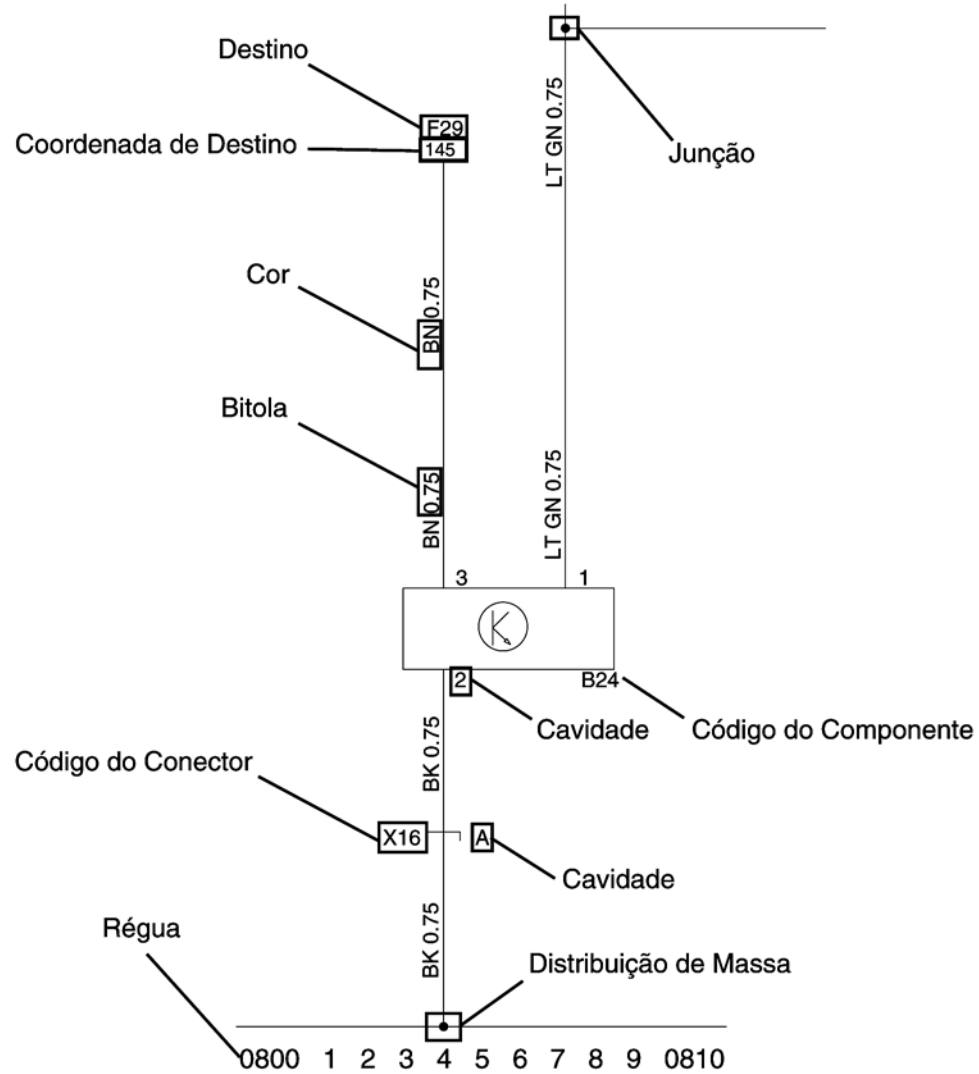 Destino
F29
Coordenada de Destino
145
LT GN 0.75
Junção
Cor
BN 0.75
Bitola
BN 0.75
LT GN 0.75
3
1
2
B24
Cavidade
Código do Componente
BK 0.75
Código do Conector
X16
A
Cavidade
BK 0.75
Régua
Distribuição de Massa
0800 1 2 3 4 5 6 7 8 9 0810